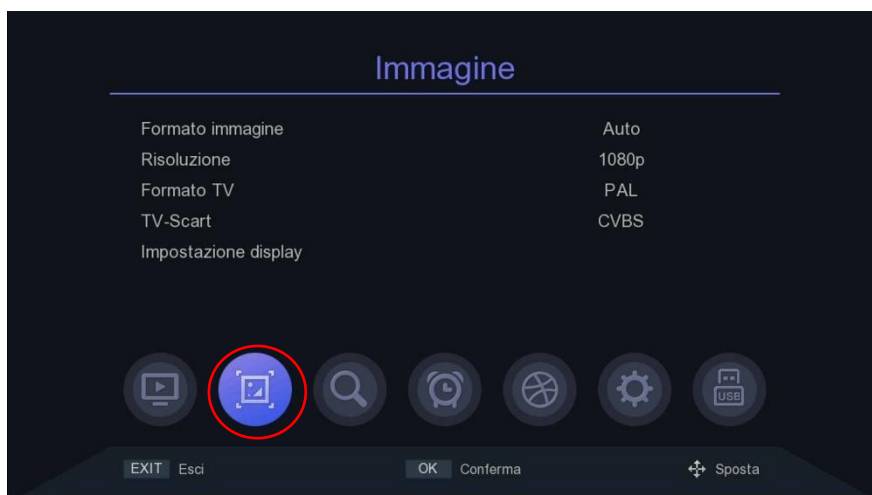 Immagine
Formato immagine Auto
Risoluzione 1080p
Formato TV PAL
TV-Scart CVBS
Impostazione display
USB
EXIT Esci OK Conferma Sposta